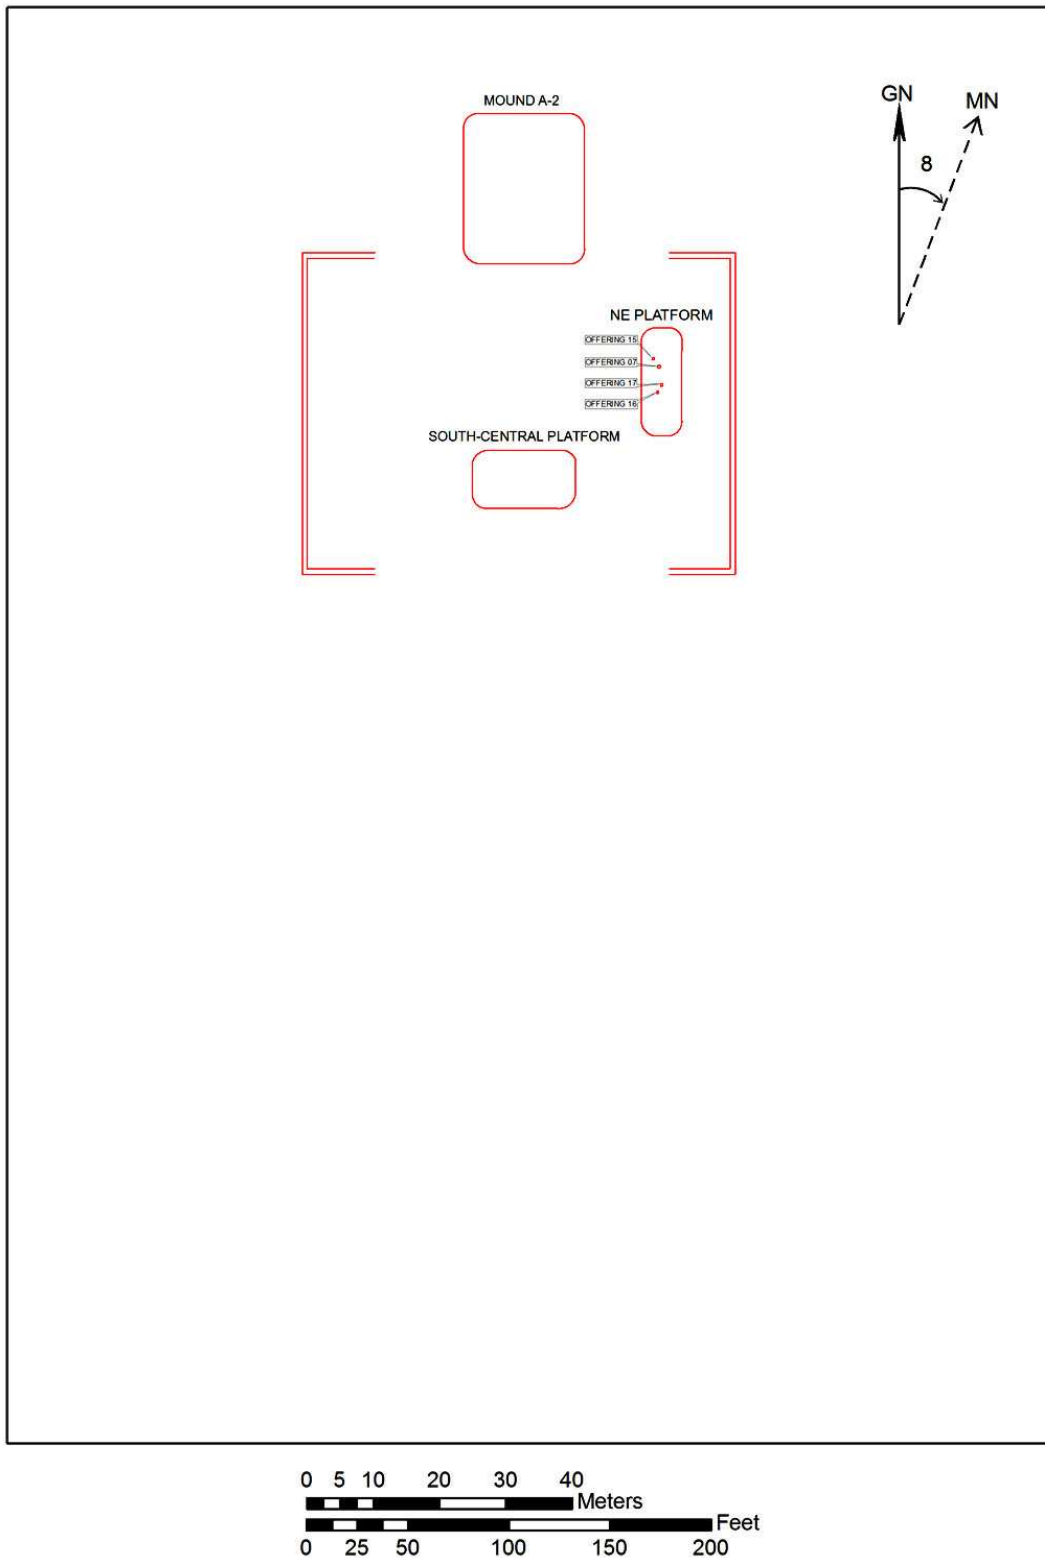 MOUND A-2
GN
MN
8
NE PLATFORM
OFFERING 15
OFFERING 07
OFFERING 17
OFFERING 16
SOUTH-CENTRAL PLATFORM
0 5 10 20 30 40
Meters
Feet
0 25 50 100 150 200